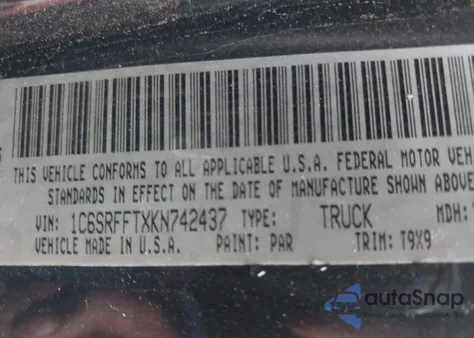 THIS VEHICLE CONFORMS TO ALL APPLICABLE U.S.A. FEDERAL MOTOR VEH
STANDARDS IN EFFECT ON THE DATE OF MANUFACTURE SHOWN ABOVE
VIN: 1C6SRFFTXKN742437 TYPE: TRUCK MDH:
VEHICLE MADE IN U.S.A. PAINT: PAR TRIM: T9X9
autaSnap